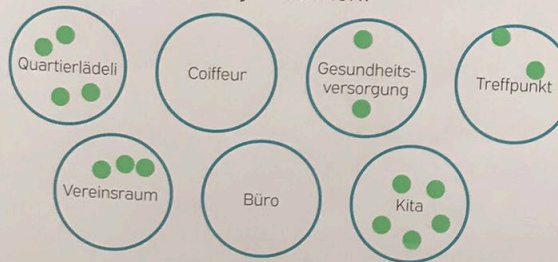 Quartierlädeli
Coiffeur
Gesundheits-
versorgung
Treffpunkt
Vereinsraum
Büro
Kita